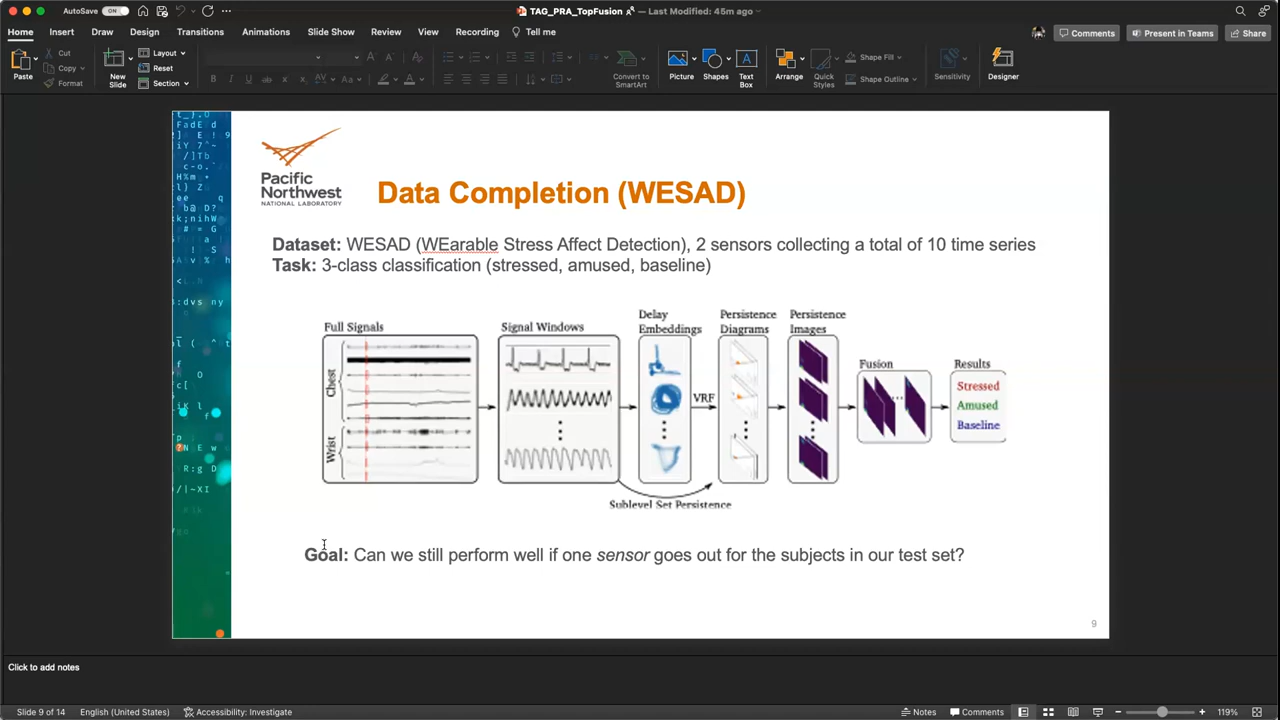 AutoSave ON
TAG_PRA_TopFusion
— Last Modified: 45m ago
Home Insert Draw Design Transitions Animations Slide Show Review View Recording Tell me
Comments Present in Teams Share
Paste
Cut
Copy
Format
New
Slide
Layout
Reset
Section
Convert to
SmartArt
Picture
Shapes
Text
Box
Arrange
Quick
Styles
Shape Fill
Shape Outline
Sensitivity
Designer
Pacific
Northwest
NATIONAL LABORATORY
Data Completion (WESAD)
Dataset: WESAD (WEarable Stress Affect Detection), 2 sensors collecting a total of 10 time series
Task: 3-class classification (stressed, amused, baseline)
Full Signals
Chest
Wrist
Signal Windows
Delay
Embeddings
VRF
Persistence
Diagrams
Persistence
Images
Fusion
Results
Stressed
Amused
Baseline
Sublevel Set Persistence
Goal: Can we still perform well if one sensor goes out for the subjects in our test set?
9
Click to add notes
Slide 9 of 14 English (United States) Accessibility: Investigate
Notes Comments 119%